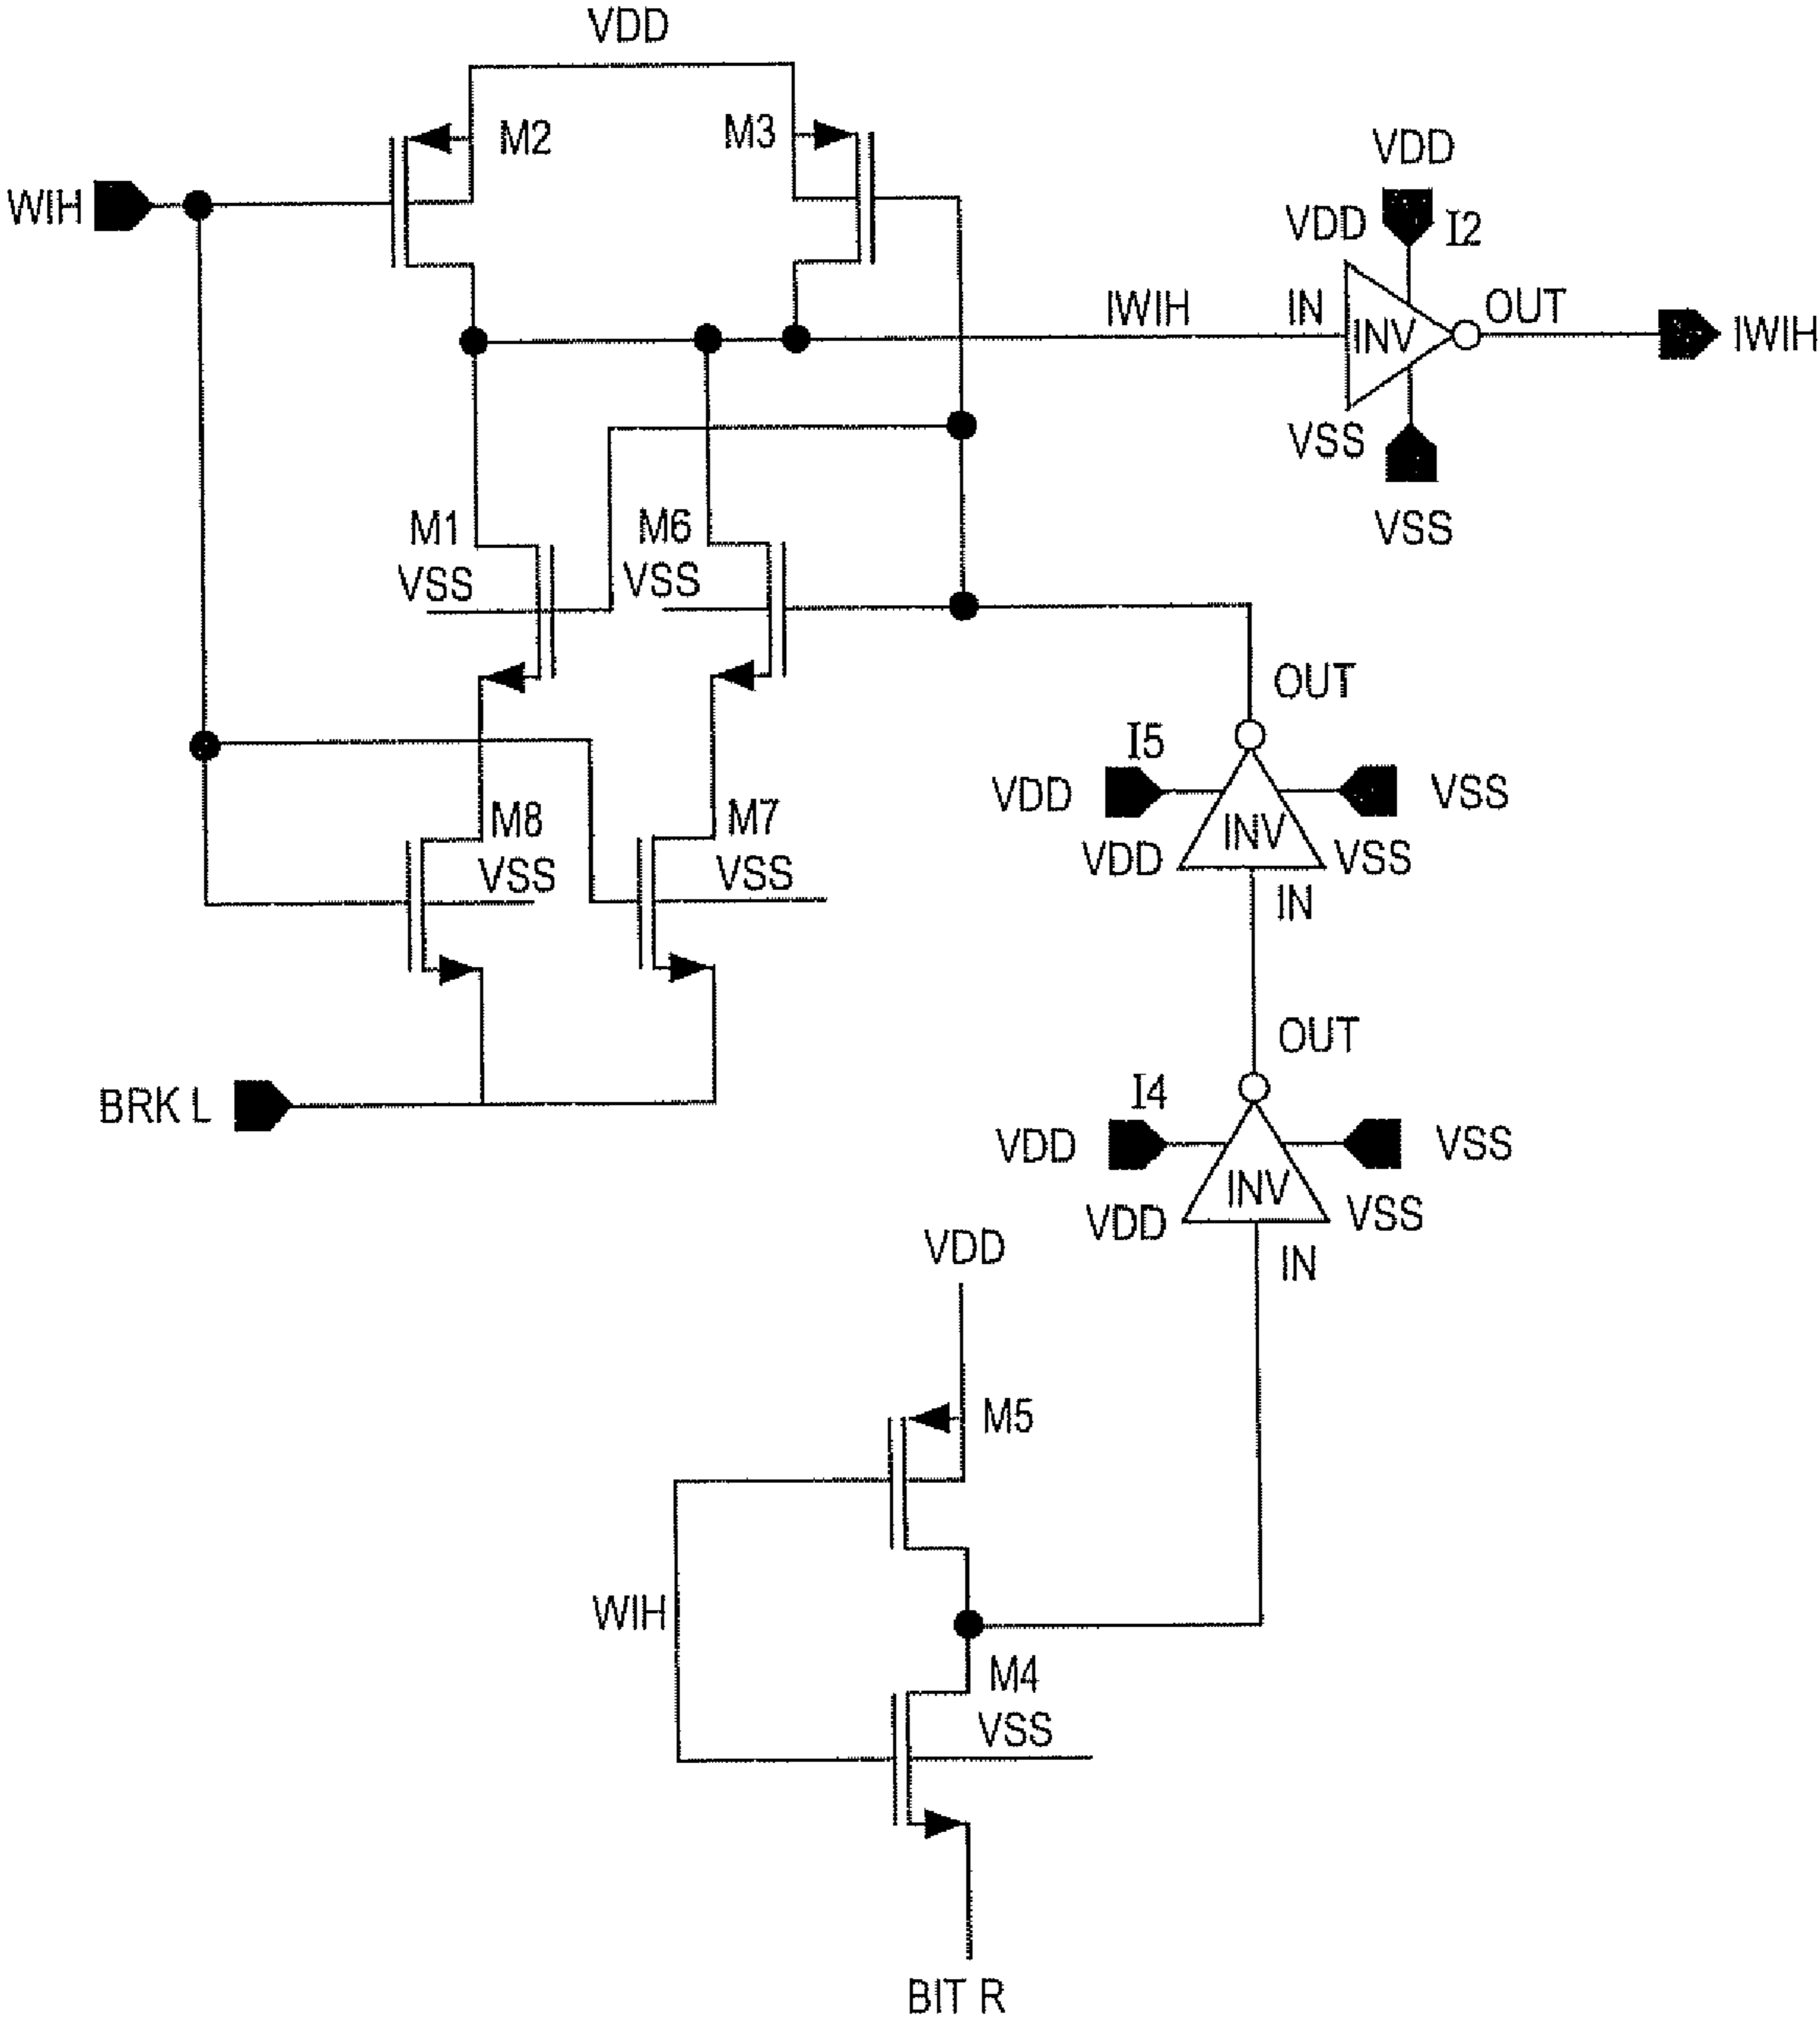 VDD
M2
M3
VDD
WIH
VDD
I2
IWIH
IN
OUT
INV
IWIH
VSS
M1
M6
VSS
VSS
VSS
OUT
I5
VDD
VSS
M8
M7
INV
VDD
VSS
VSS
VSS
IN
OUT
I4
BRK L
VDD
VSS
INV
VDD
VSS
VDD
IN
M5
WIH
M4
VSS
BIT R